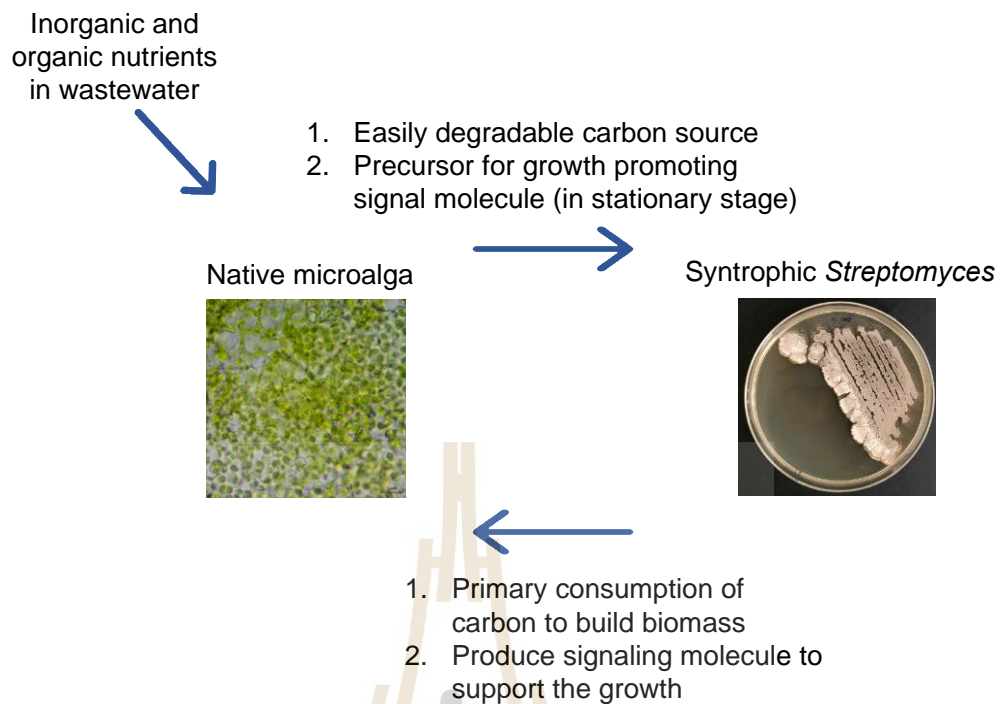 Inorganic and
organic nutrients
in wastewater
1. Easily degradable carbon source
2. Precursor for growth promoting
signal molecule (in stationary stage)
Native microalga
Syntrophic Streptomyces
1. Primary consumption of
carbon to build biomass
2. Produce signaling molecule to
support the growth